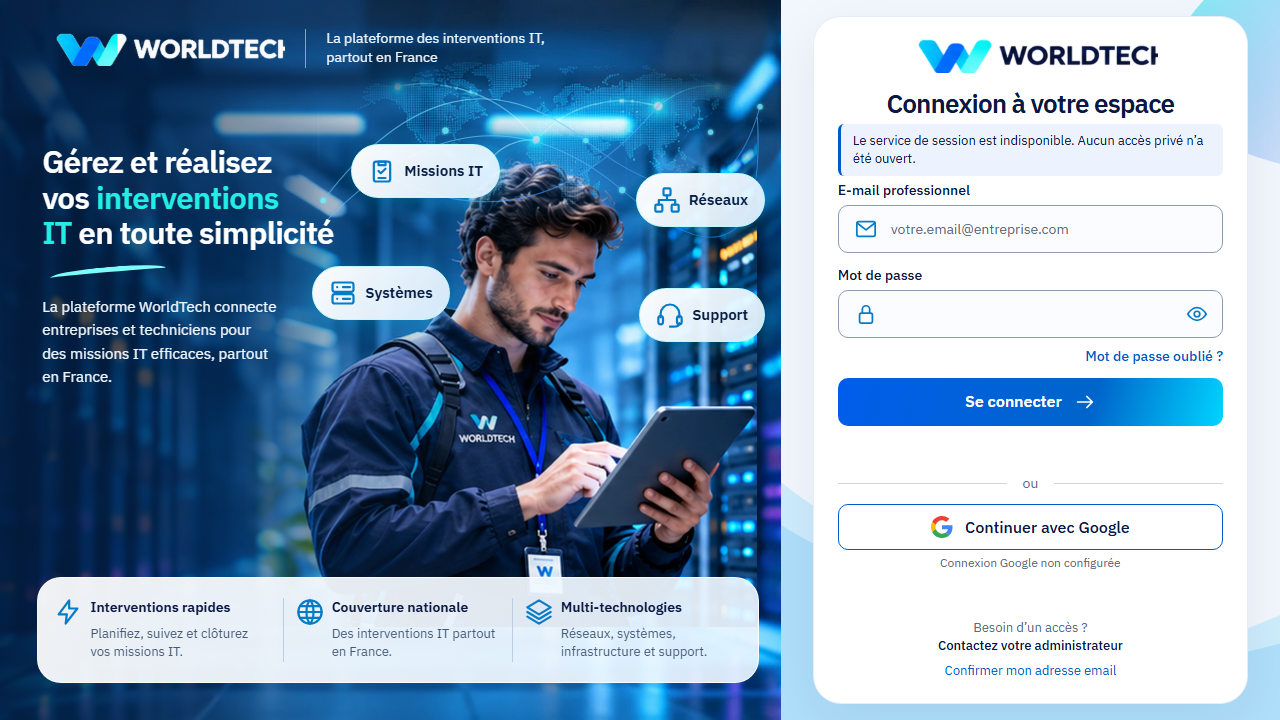 WORLDTECH
La plateforme des interventions IT,
partout en France
Gérez et réalisez
vos interventions
IT en toute simplicité
La plateforme WorldTech connecte
entreprises et techniciens pour
des missions IT efficaces, partout
en France.
Missions IT
Réseaux
Systèmes
Support
WORLDTECH
W
Interventions rapides
Planifiez, suivez et clôturez
vos missions IT.
Couverture nationale
Des interventions IT partout
en France.
Multi-technologies
Réseaux, systèmes,
infrastructure et support.
WORLDTECH
Connexion à votre espace
Le service de session est indisponible. Aucun accès privé n’a
été ouvert.
E-mail professionnel
votre.email@entreprise.com
Mot de passe
Mot de passe oublié ?
Se connecter
ou
Continuer avec Google
Connexion Google non configurée
Besoin d’un accès ?
Contactez votre administrateur
Confirmer mon adresse email